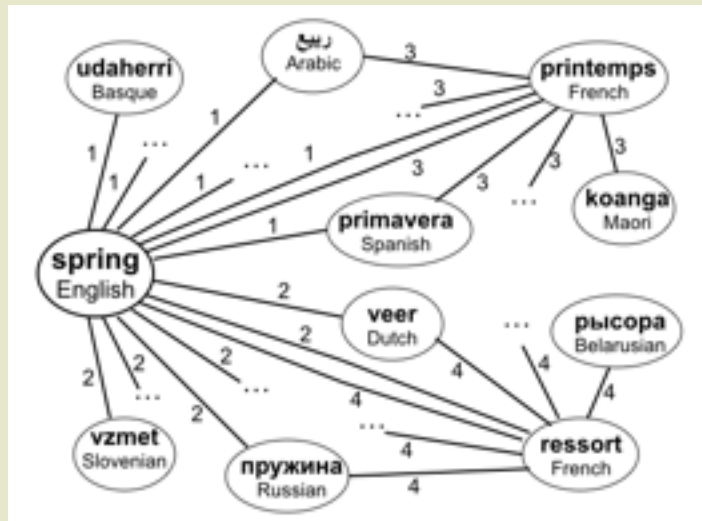 ربيع
Arabic
udaherri
Basque
printemps
French
3
3
...
...
...
1
1
1
1
1
3
3
3
3
koanga
Maori
...
primavera
Spanish
1
spring
English
2
veer
Dutch
...
рысора
Belarusian
2
4
4
4
2
2
2
2
...
...
4
...
4
vzmet
Slovenian
пружина
Russian
4
ressort
French